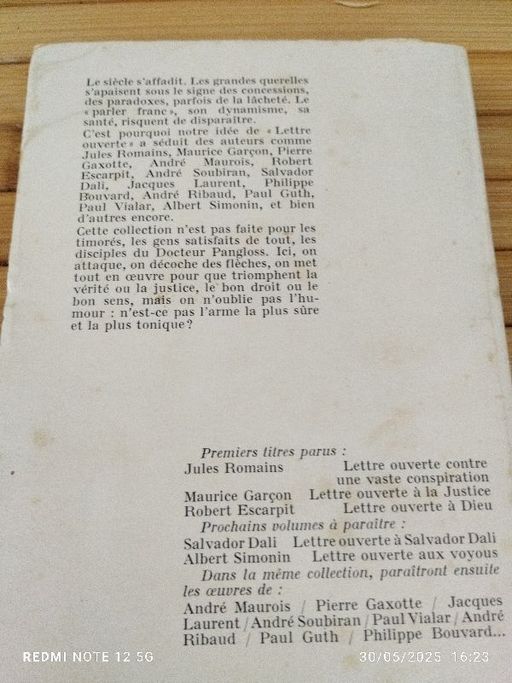 Le siècle s'affadit. Les grandes querelles
s'apaisent sous le signe des concessions,
des paradoxes, parfois de la lâcheté. Le
« parler franc », son dynamisme, sa
santé, risquent de disparaître.
C'est pourquoi notre idée de « Lettre
ouverte » a séduit des auteurs comme
Jules Romains, Maurice Garçon, Pierre
Gaxotte, André Maurois, Robert
Escarpit, André Soubiran, Salvador
Dali, Jacques Laurent, Philippe
Bouvard, André Ribaud, Paul Guth,
Paul Vialar, Albert Simonin, et bien
d'autres encore.
Cette collection n'est pas faite pour les
timorés, les gens satisfaits de tout, les
disciples du Docteur Pangloss. Ici, on
attaque, on décoche des flèches, on met
tout en œuvre pour que triomphent la
vérité ou la justice, le bon droit ou le
bon sens, mais on n'oublie pas l'hu-
mour : n'est-ce pas l'arme la plus sûre
et la plus tonique ?
Premiers titres parus :
Jules Romains Lettre ouverte contre
une vaste conspiration
Maurice Garçon Lettre ouverte à la Justice
Robert Escarpit Lettre ouverte à Dieu
Prochains volumes à paraître :
Salvador Dali Lettre ouverte à Salvador Dali
Albert Simonin Lettre ouverte aux voyous
Dans la même collection, paraîtront ensuite
les œuvres de :
André Maurois / Pierre Gaxotte / Jacques
Laurent / André Soubiran / Paul Vialar / André
Ribaud / Paul Guth / Philippe Bouvard...
REDMI NOTE 12 5G
30/05/2025 16:23